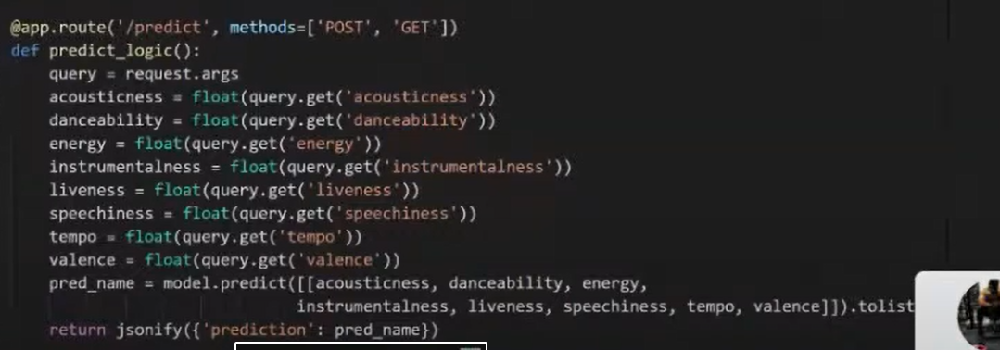 @app.route('/predict', methods=['POST', 'GET'])
def predict_logic():
    query = request.args
    acousticness = float(query.get('acousticness'))
    danceability = float(query.get('danceability'))
    energy = float(query.get('energy'))
    instrumentalness = float(query.get('instrumentalness'))
    liveness = float(query.get('liveness'))
    speechiness = float(query.get('speechiness'))
    tempo = float(query.get('tempo'))
    valence = float(query.get('valence'))
    pred_name = model.predict([[acousticness, danceability, energy,
                              instrumentalness, liveness, speechiness, tempo, valence]]).tolist
    return jsonify({'prediction': pred_name})